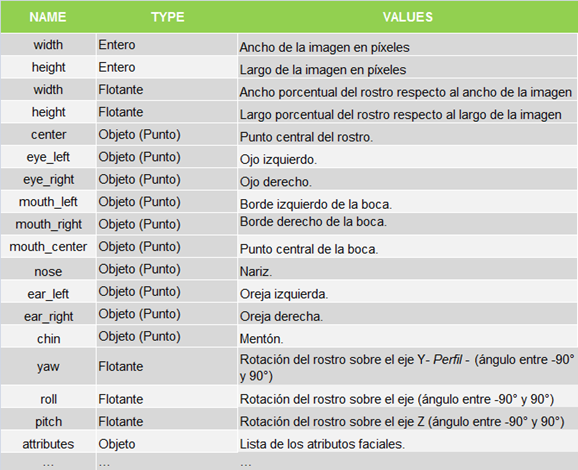 NAME TYPE VALUES
width Entero Ancho de la imagen en píxeles
height Entero Largo de la imagen en píxeles
width Flotante Ancho porcentual del rostro respecto al ancho de la imagen
height Flotante Largo porcentual del rostro respecto al largo de la imagen
center Objeto (Punto) Punto central del rostro.
eye_left Objeto (Punto) Ojo izquierdo.
eye_right Objeto (Punto) Ojo derecho.
mouth_left Objeto (Punto) Borde izquierdo de la boca.
mouth_right Objeto (Punto) Borde derecho de la boca.
mouth_center Objeto (Punto) Punto central de la boca.
nose Objeto (Punto) Nariz.
ear_left Objeto (Punto) Oreja izquierda.
ear_right Objeto (Punto) Oreja derecha.
chin Objeto (Punto) Mentón.
yaw Flotante Rotación del rostro sobre el eje Y- Perfil - (ángulo entre -90°
y 90°)
roll Flotante Rotación del rostro sobre el eje (ángulo entre -90° y 90°)
pitch Flotante Rotación del rostro sobre el eje Z (ángulo entre -90° y 90°)
attributes Objeto Lista de los atributos faciales.
... ... ...